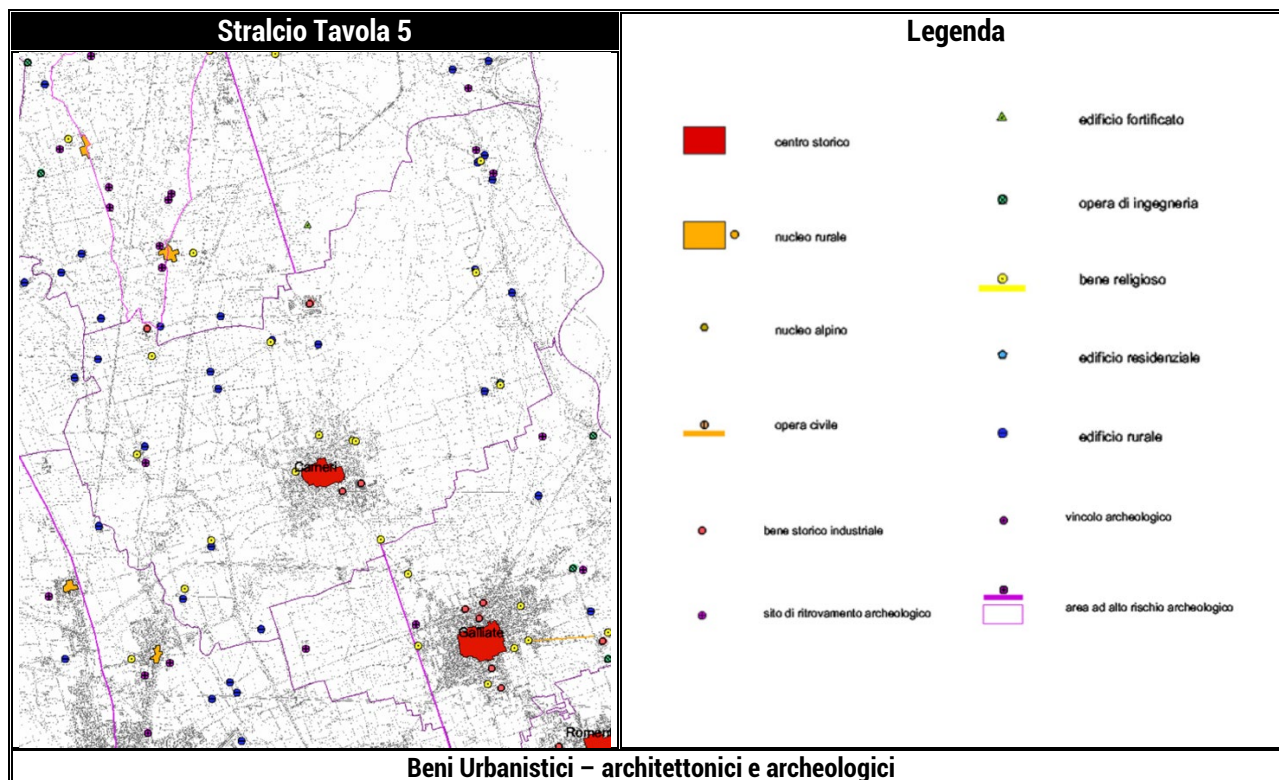 Stralcio Tavola 5
Legenda
Cameri
Galliate
centro storico
nucleo rurale
nucleo alpino
opera civile
bene storico industriale
sito di ritrovamento archeologico
edificio fortificato
opera di ingegneria
bene religioso
edificio residenziale
edificio rurale
vincolo archeologico
area ad alto rischio archeologico
Beni Urbanistici – architettonici e archeologici